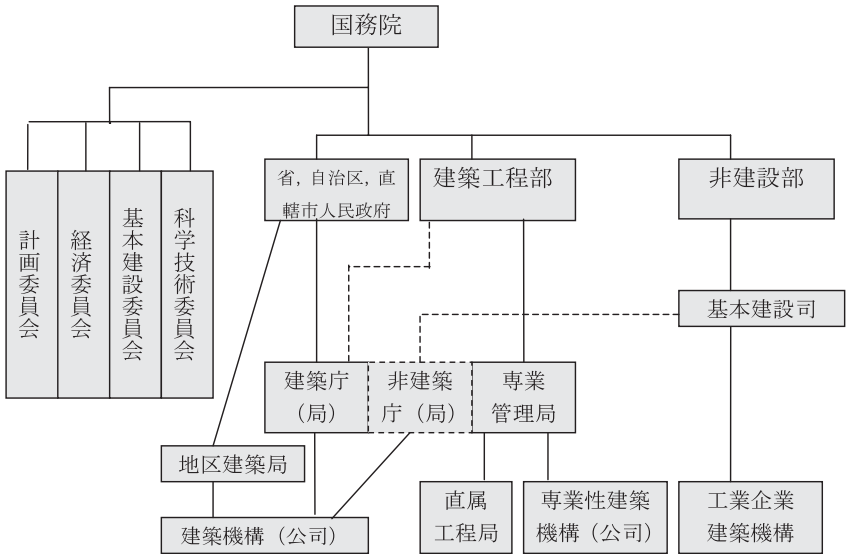 国務院
省，自治区，直
轄市人民政府
建築工程部
非建設部
計画委員会
経済委員会
基本建設委員会
科学技術委員会
基本建設司
建築庁
（局）
非建築
庁（局）
専業
管理局
地区建築局
建築機構（公司）
直属
工程局
専業性建築
機構（公司）
工業企業
建築機構